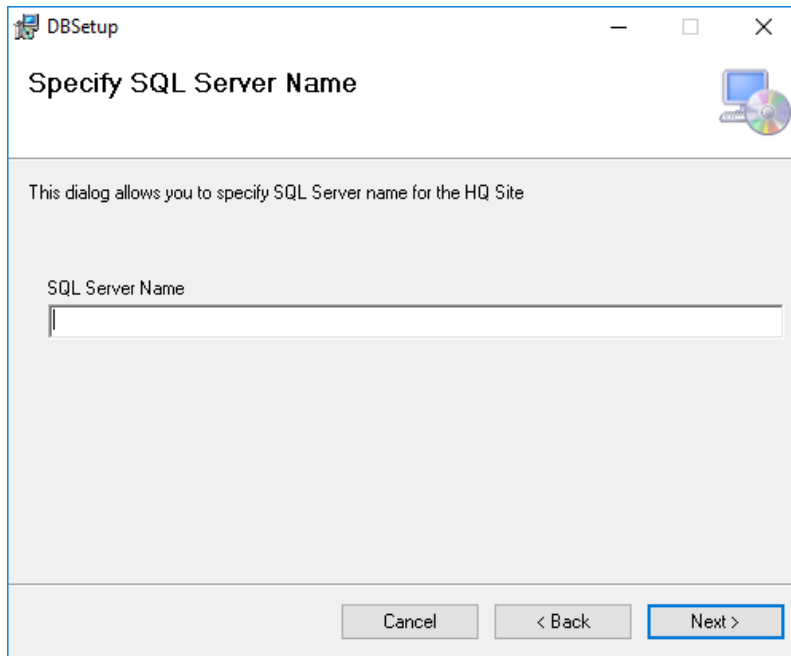 DBSetup
Specify SQL Server Name
This dialog allows you to specify SQL Server name for the HQ Site
SQL Server Name
Cancel
< Back
Next >